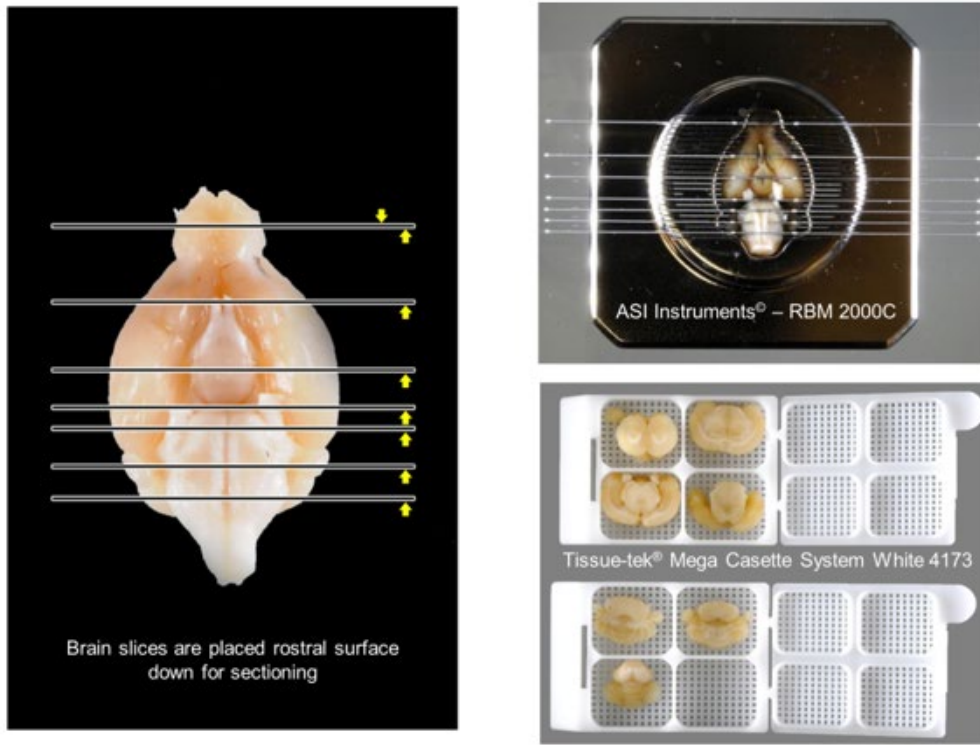 Brain slices are placed rostral surface
down for sectioning
ASI Instruments© – RBM 2000C
Tissue-tek® Mega Casette System White 4173